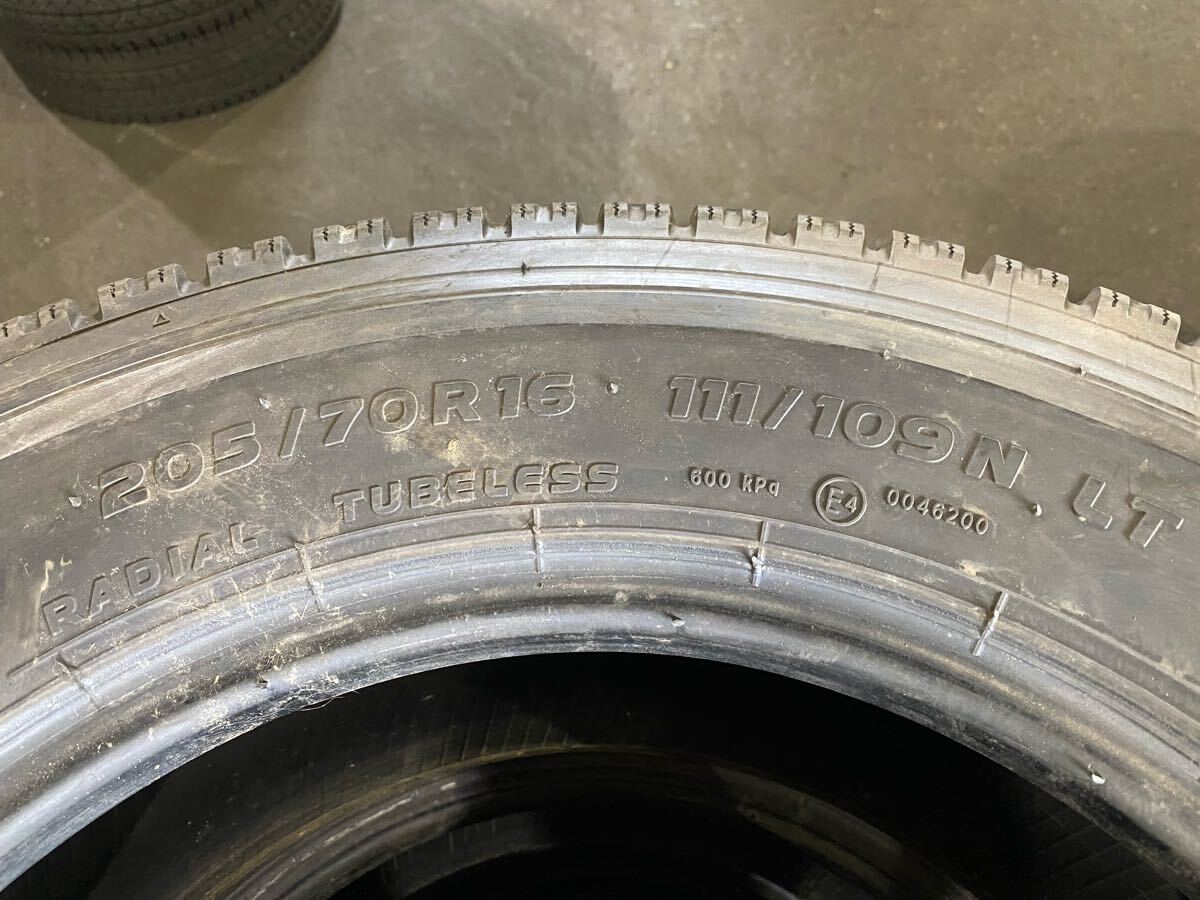 205/70R16 111/109N LT
RADIAL TUBELESS 600 kPa E4 0046200